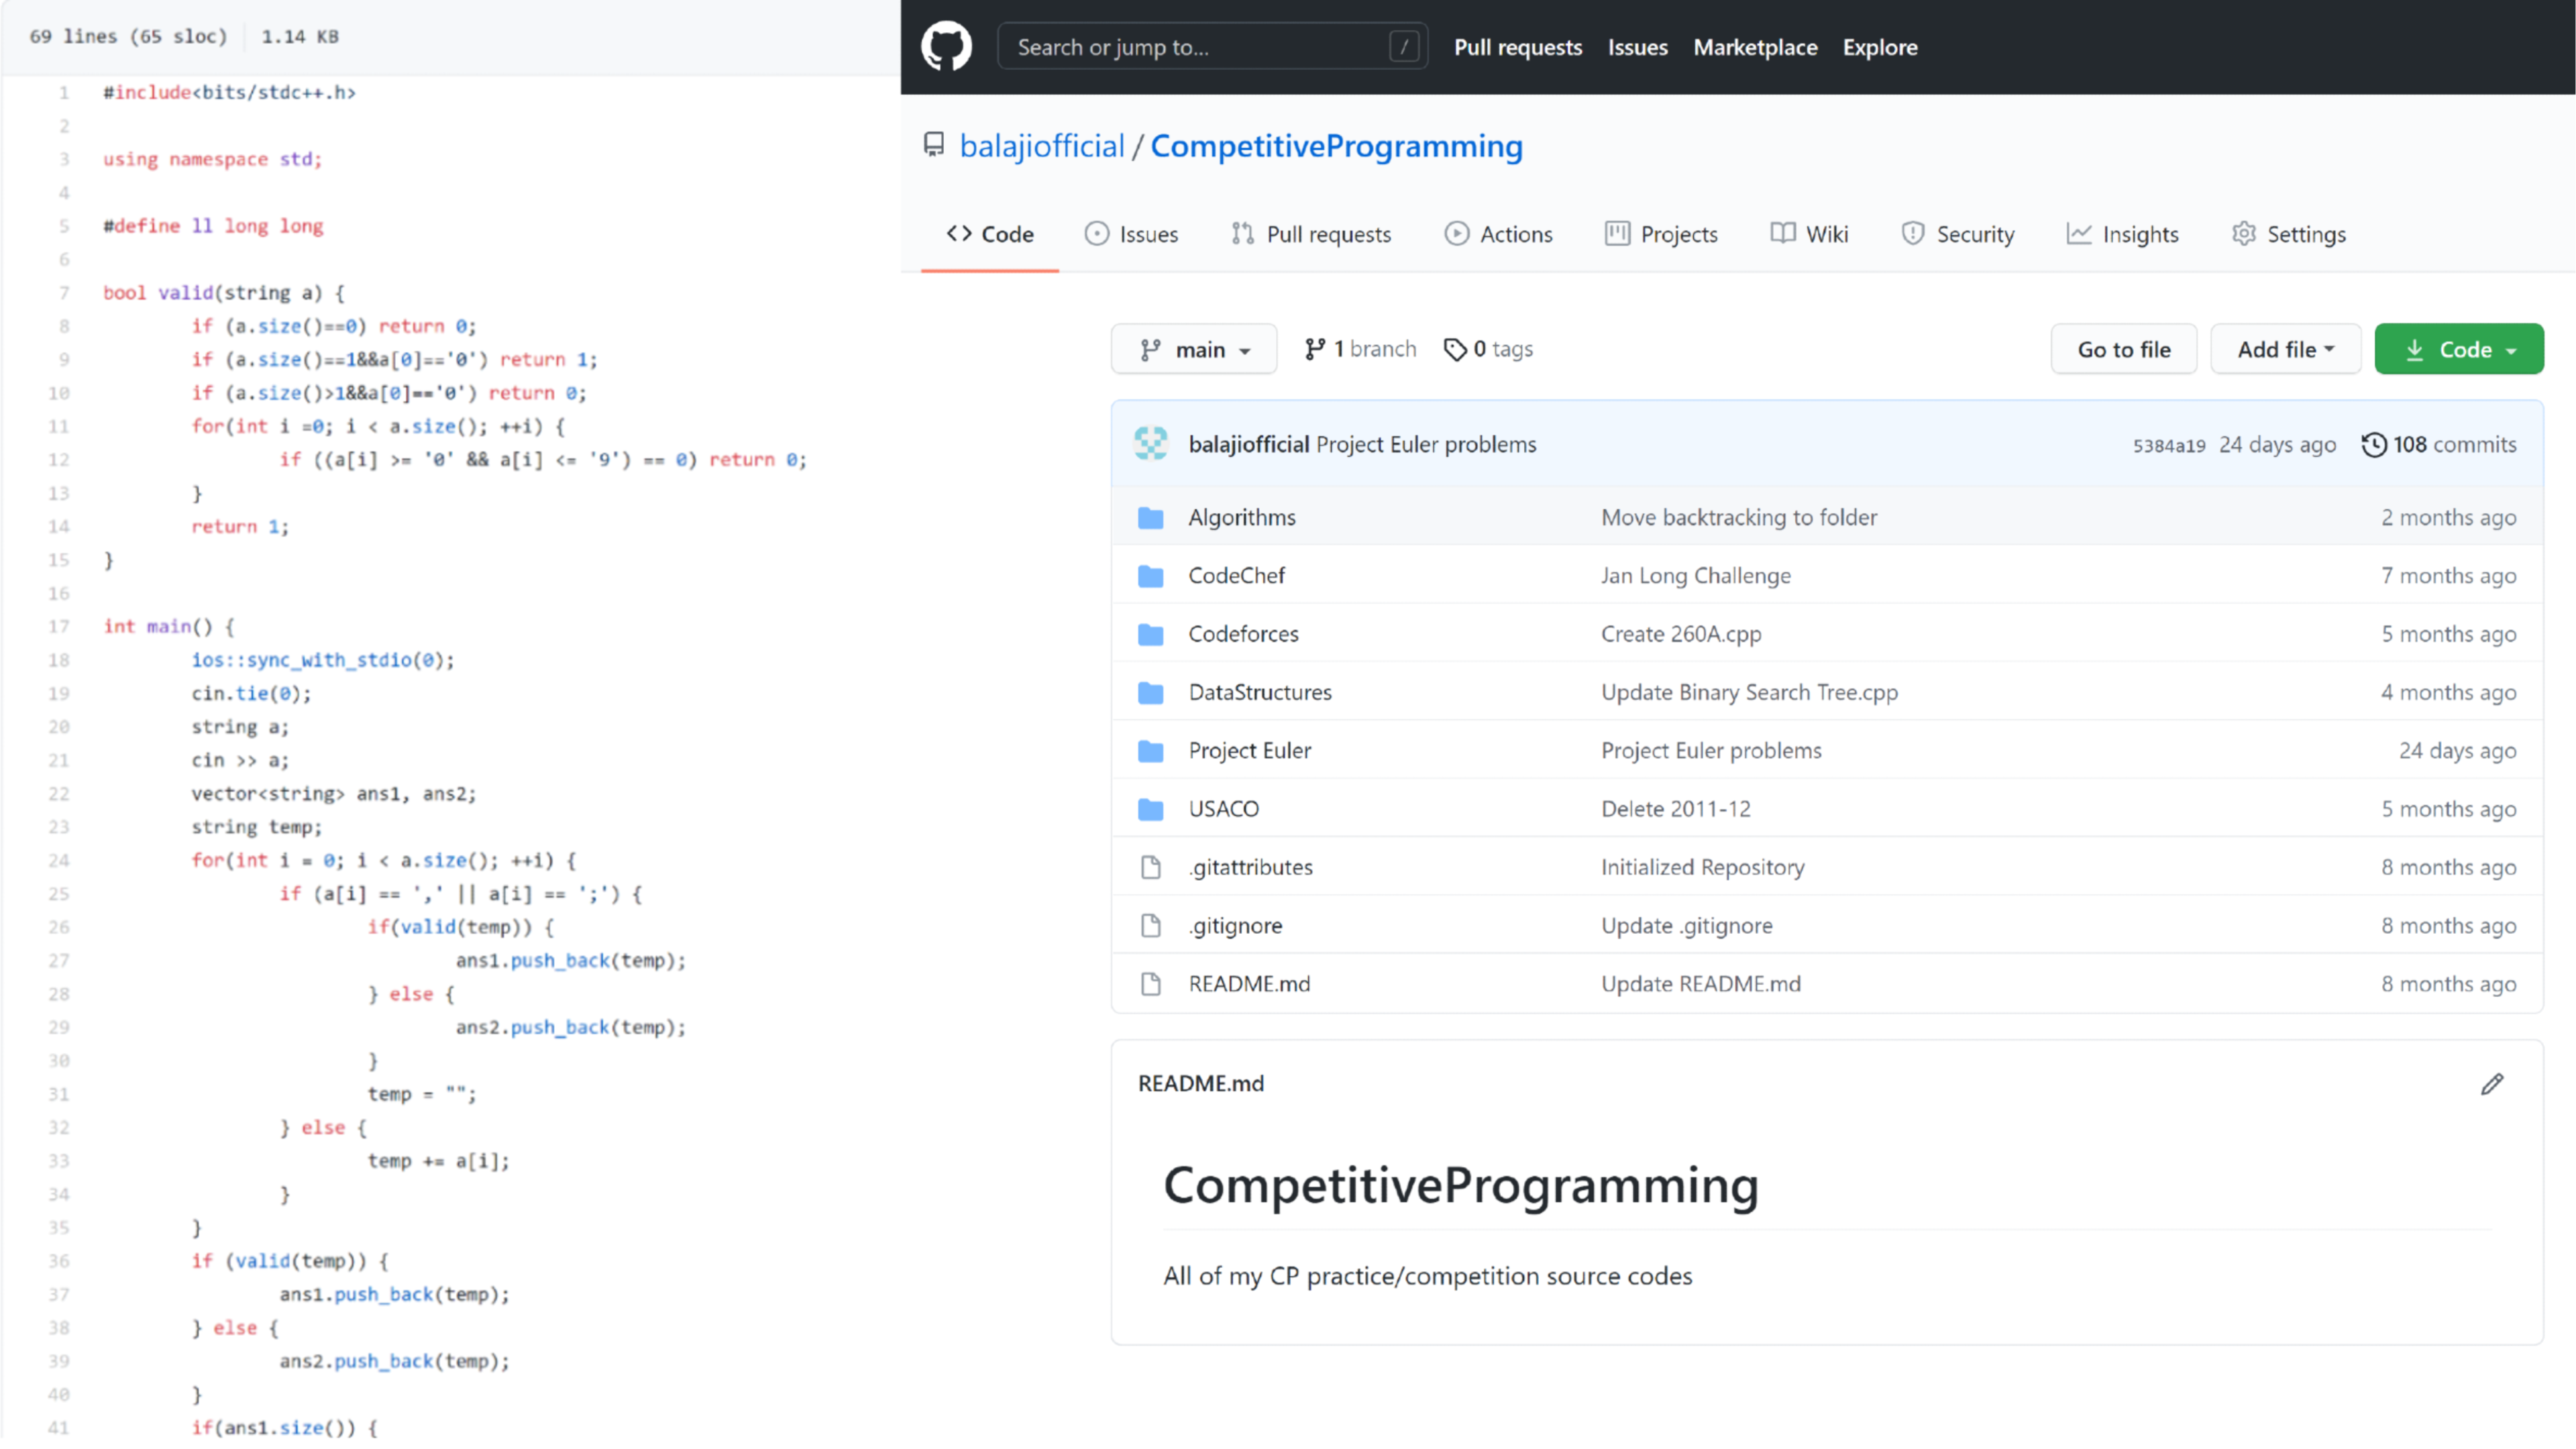 69 lines (65 sloc) 1.14 KB
1 #include<bits/stdc++.h>
2
3 using namespace std;
4
5 #define ll long long
6
7 bool valid(string a) {
8 if (a.size()==0) return 0;
9 if (a.size()==1&&a[0]=='0') return 1;
10 if (a.size()>1&&a[0]=='0') return 0;
11 for(int i =0; i < a.size(); ++i) {
12 if ((a[i] >= '0' && a[i] <= '9') == 0) return 0;
13 }
14 return 1;
15 }
16
17 int main() {
18 ios::sync_with_stdio(0);
19 cin.tie(0);
20 string a;
21 cin >> a;
22 vector<string> ans1, ans2;
23 string temp;
24 for(int i = 0; i < a.size(); ++i) {
25 if (a[i] == ',' || a[i] == ';') {
26 if(valid(temp)) {
27 ans1.push_back(temp);
28 } else {
29 ans2.push_back(temp);
30 }
31 temp = "";
32 } else {
33 temp += a[i];
34 }
35 }
36 if (valid(temp)) {
37 ans1.push_back(temp);
38 } else {
39 ans2.push_back(temp);
40 }
41 if(ans1.size()) {
Search or jump to... / Pull requests Issues Marketplace Explore
balajiofficial / CompetitiveProgramming
<> Code Issues Pull requests Actions Projects Wiki Security Insights Settings
main 1 branch 0 tags Go to file Add file Code
balajiofficial Project Euler problems 5384a19 24 days ago 108 commits
Algorithms Move backtracking to folder 2 months ago
CodeChef Jan Long Challenge 7 months ago
Codeforces Create 260A.cpp 5 months ago
DataStructures Update Binary Search Tree.cpp 4 months ago
Project Euler Project Euler problems 24 days ago
USACO Delete 2011-12 5 months ago
.gitattributes Initialized Repository 8 months ago
.gitignore Update .gitignore 8 months ago
README.md Update README.md 8 months ago
README.md
CompetitiveProgramming
All of my CP practice/competition source codes